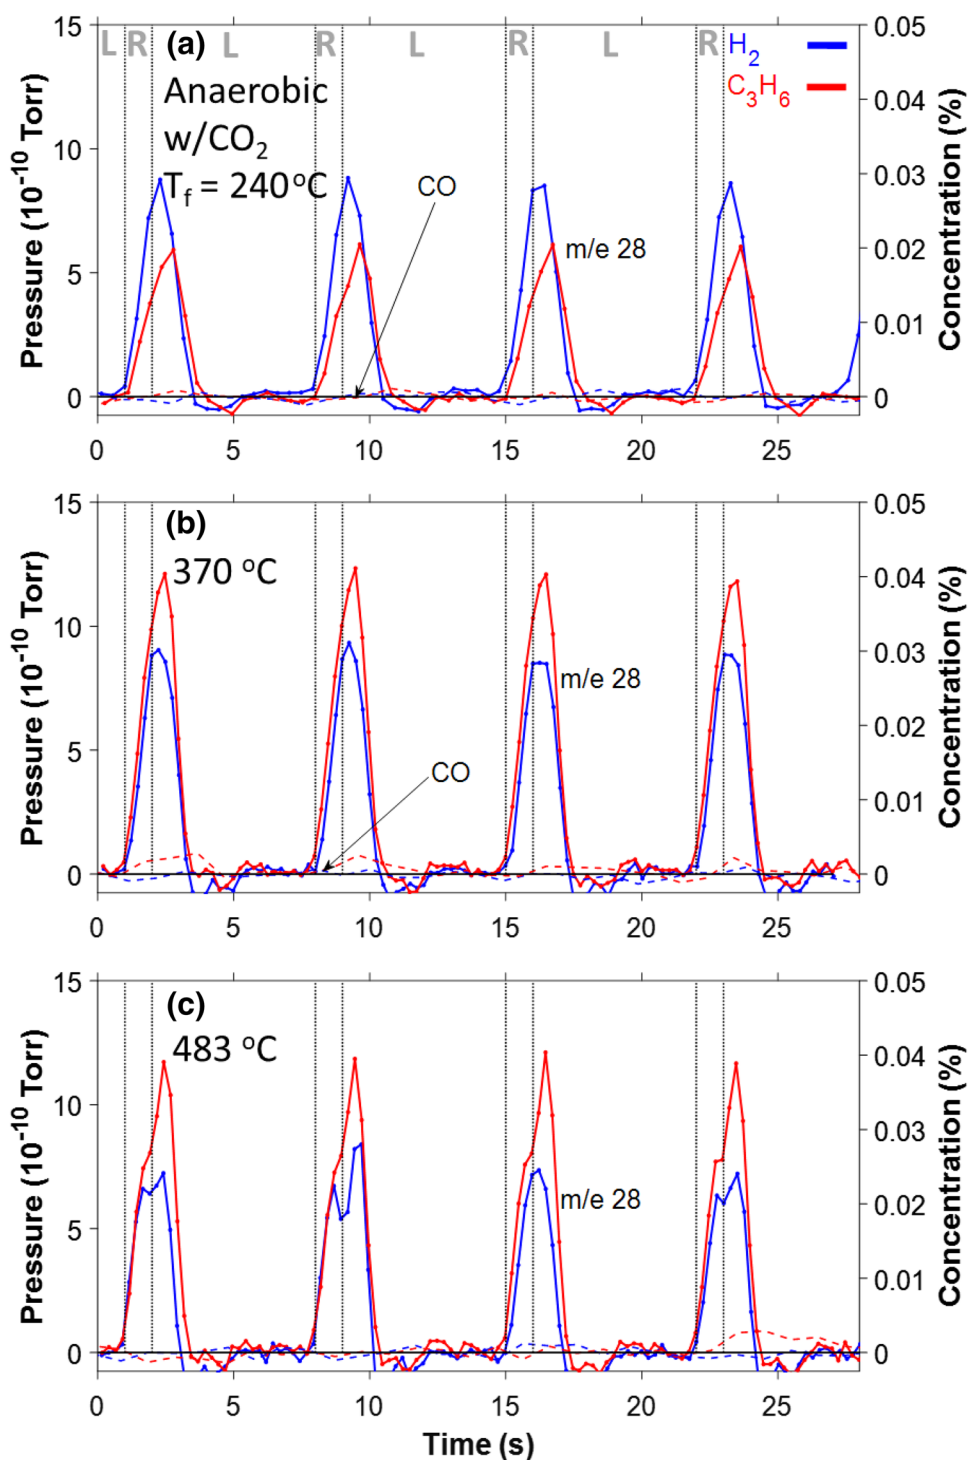 15
10
5
0
Pressure (10⁻¹⁰ Torr)
L R (a) L R L R L R
Anaerobic
w/CO₂
T_f = 240 °C
CO
m/e 28
H₂
C₃H₆
0.05
0.04
0.03
0.02
0.01
0
Concentration (%)
0 5 10 15 20 25
15
10
5
0
Pressure (10⁻¹⁰ Torr)
(b)
370 °C
m/e 28
CO
0.05
0.04
0.03
0.02
0.01
0
Concentration (%)
0 5 10 15 20 25
15
10
5
0
Pressure (10⁻¹⁰ Torr)
(c)
483 °C
m/e 28
0.05
0.04
0.03
0.02
0.01
0
Concentration (%)
0 5 10 15 20 25
Time (s)